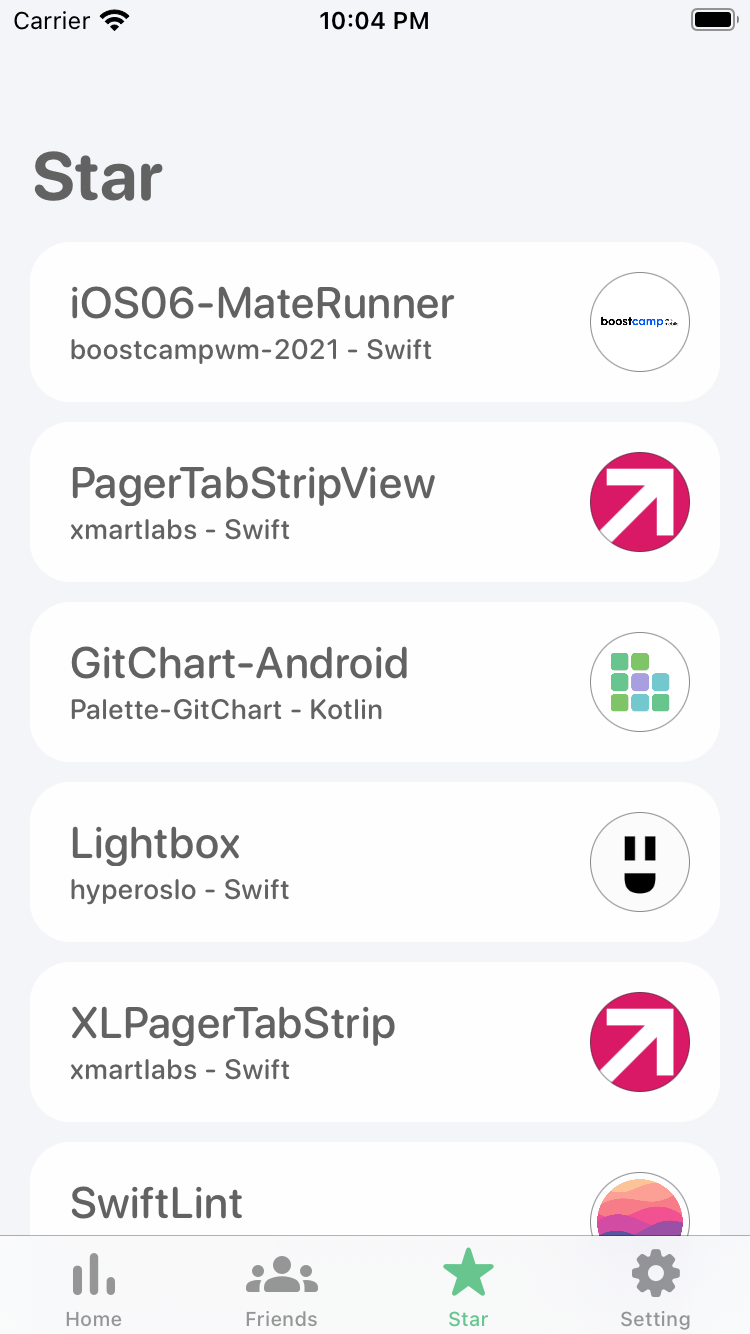 Carrier 10:04 PM
Star
iOS06-MateRunner
boostcampwm-2021 - Swift
boostcamp
PagerTabStripView
xmartlabs - Swift
GitChart-Android
Palette-GitChart - Kotlin
Lightbox
hyperoslo - Swift
XLPagerTabStrip
xmartlabs - Swift
SwiftLint
Home Friends Star Setting